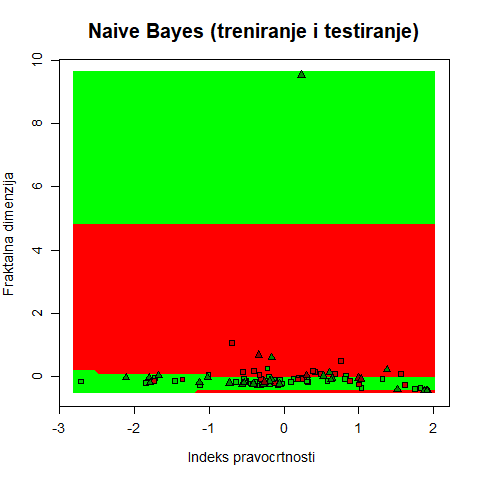 Naive Bayes (treniranje i testiranje)
Fraktalna dimenzija
10
8
6
4
2
0
-3 -2 -1 0 1 2
Indeks pravocrtnosti